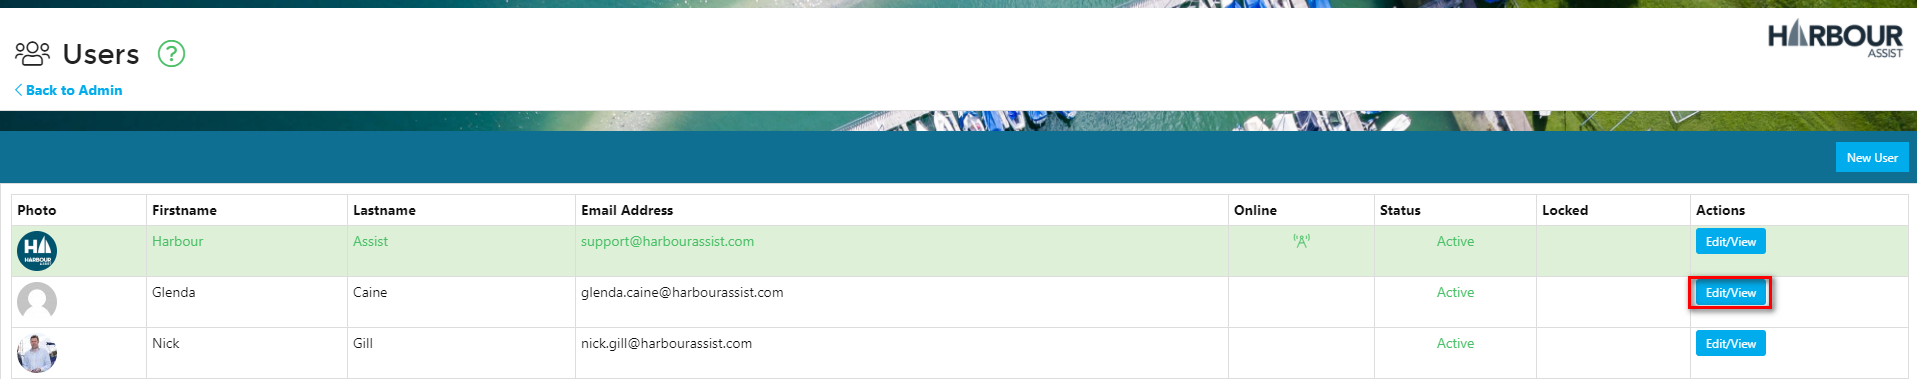 HARBOUR
ASSIST
Users ?
Back to Admin
New User
Photo Firstname Lastname Email Address Online Status Locked Actions
HA HARBOUR ASSIST Harbour Assist support@harbourassist.com Active Edit/View
Glenda Caine glenda.caine@harbourassist.com Active Edit/View
Nick Gill nick.gill@harbourassist.com Active Edit/View